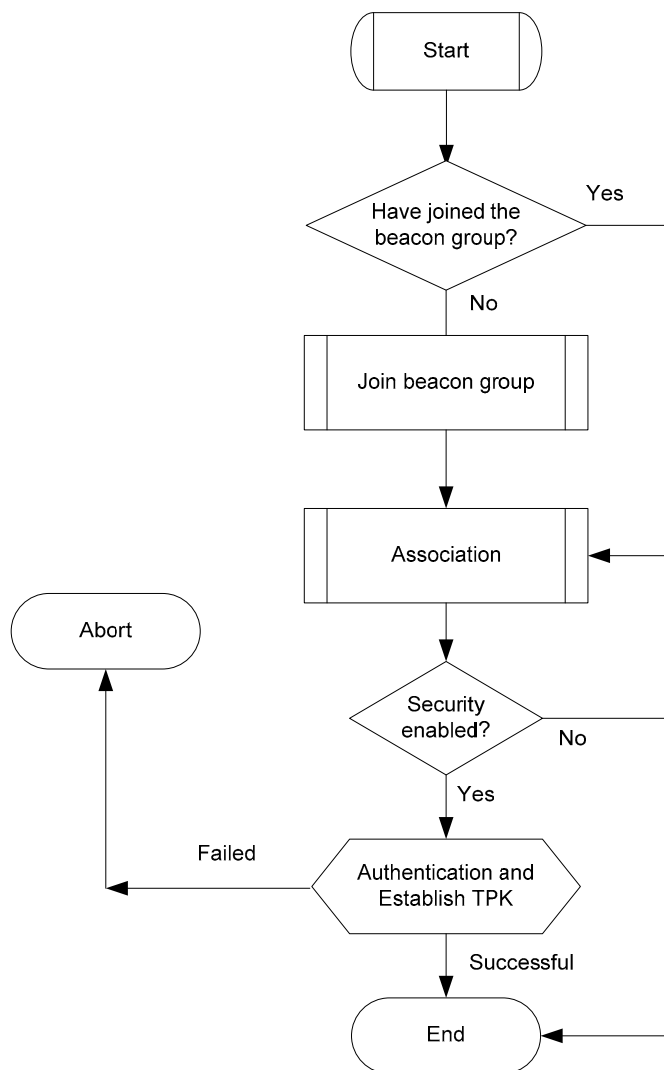 Start
Have joined the
beacon group?
Yes
No
Join beacon group
Association
Abort
Security
enabled?
No
Yes
Failed
Authentication and
Establish TPK
Successful
End